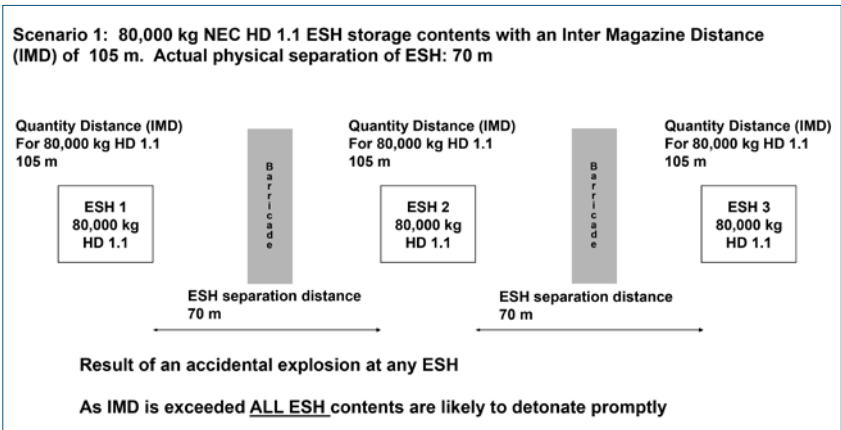 Scenario 1: 80,000 kg NEC HD 1.1 ESH storage contents with an Inter Magazine Distance
(IMD) of 105 m. Actual physical separation of ESH: 70 m
Quantity Distance (IMD)
For 80,000 kg HD 1.1
105 m
Quantity Distance (IMD)
For 80,000 kg HD 1.1
105 m
Quantity Distance (IMD)
For 80,000 kg HD 1.1
105 m
ESH 1
80,000 kg
HD 1.1
Barricade
ESH 2
80,000 kg
HD 1.1
Barricade
ESH 3
80,000 kg
HD 1.1
ESH separation distance
70 m
ESH separation distance
70 m
Result of an accidental explosion at any ESH
As IMD is exceeded ALL ESH contents are likely to detonate promptly